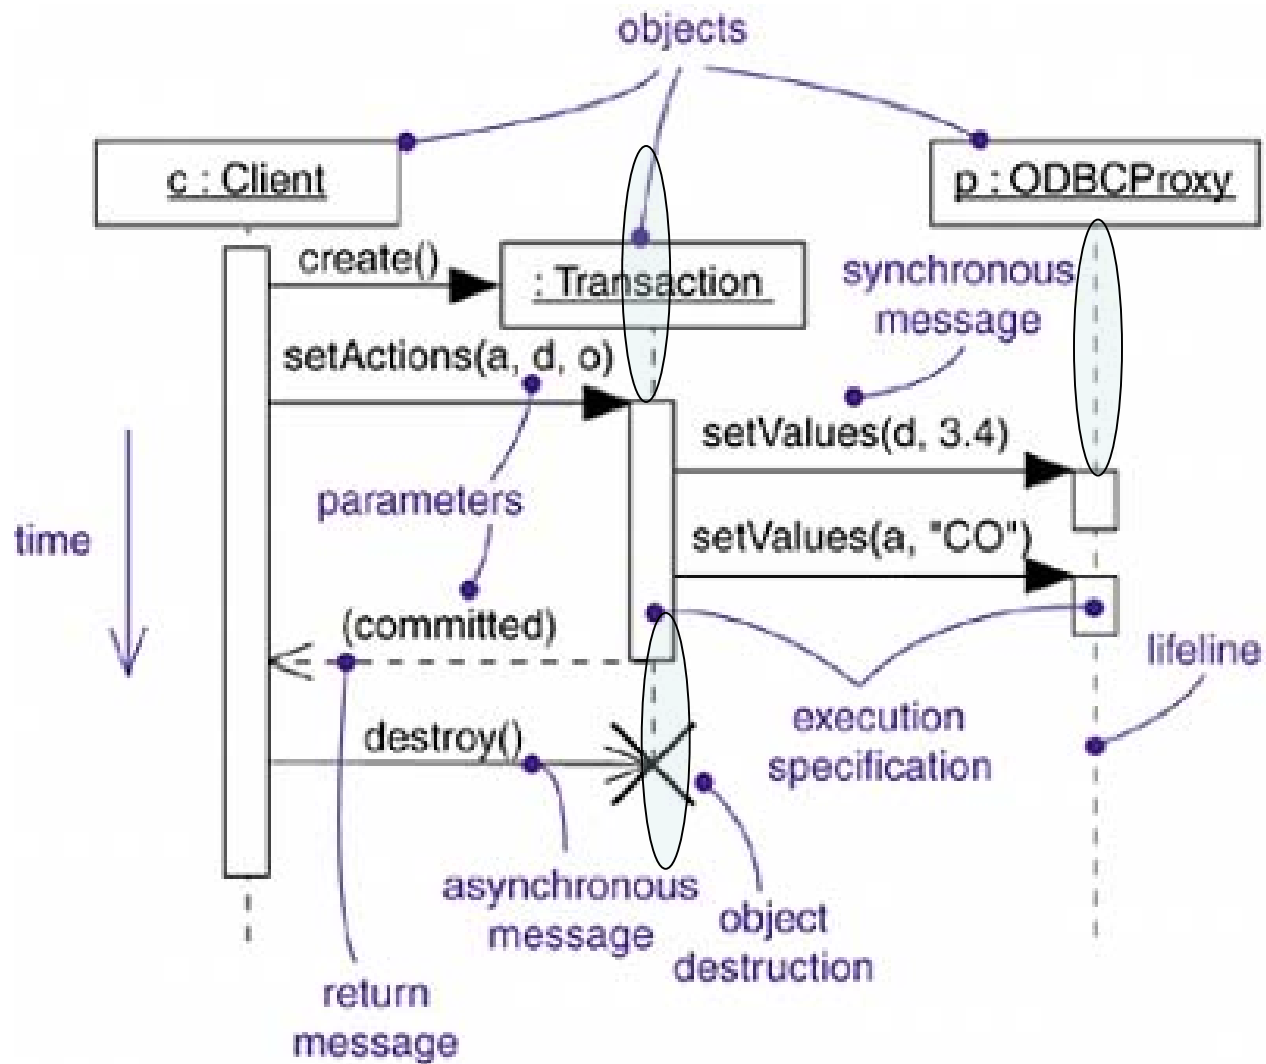 objects
c : Client
p : ODBCProxy
create()
: Transaction
synchronous
message
setActions(a, d, o)
setValues(d, 3.4)
parameters
time
setValues(a, "CO")
(committed)
lifeline
execution
specification
destroy()
asynchronous
message
object
destruction
return
message